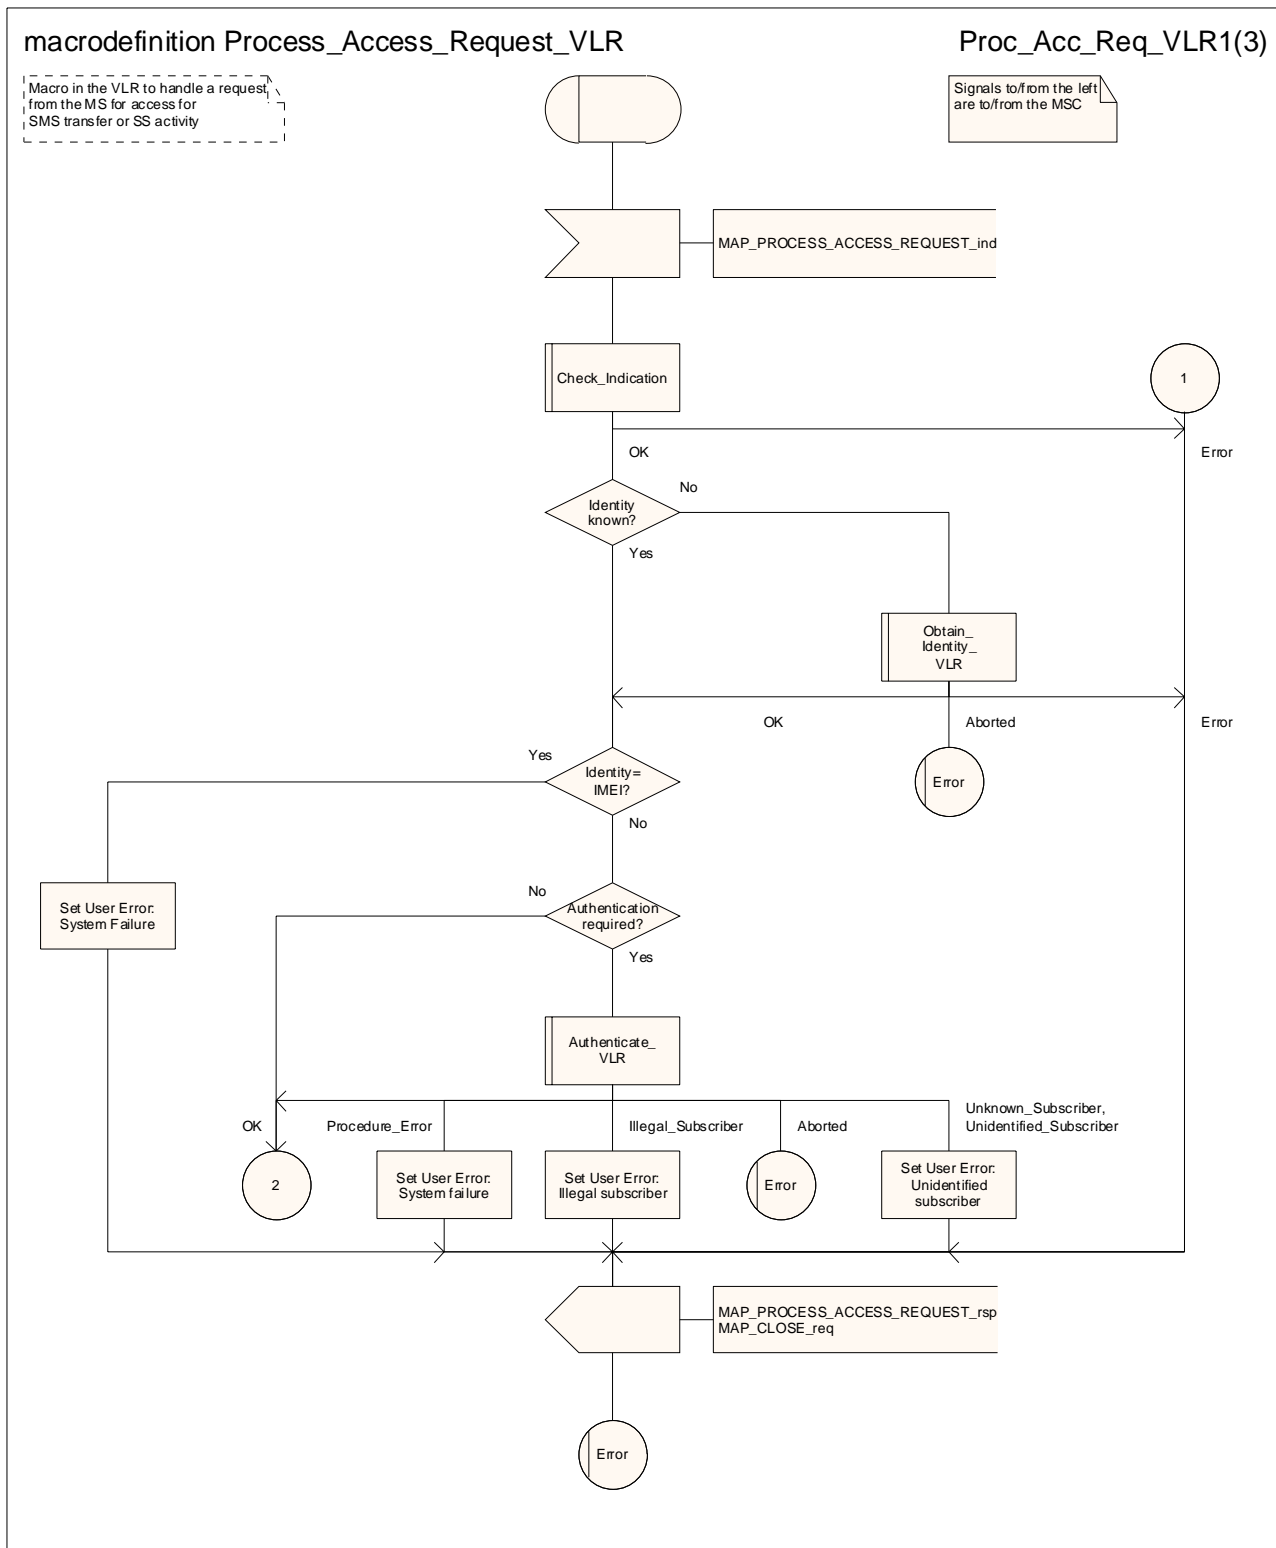 macrodefinition Process_Access_Request_VLR
Proc_Acc_Req_VLR1(3)
Macro in the VLR to handle a request
from the MS for access for
SMS transfer or SS activity
Signals to/from the left
are to/from the MSC
MAP_PROCESS_ACCESS_REQUEST_ind
Check_Indication
1
OK
Error
Identity
known?
No
Yes
Obtain_
Identity_
VLR
OK
Aborted
Error
Yes
Identity=
IMEI?
Error
No
Set User Error:
System Failure
No
Authentication
required?
Yes
Authenticate_
VLR
OK
Procedure_Error
Illegal_Subscriber
Aborted
Unknown_Subscriber,
Unidentified_Subscriber
2
Set User Error:
System failure
Set User Error:
Illegal subscriber
Error
Set User Error:
Unidentified
subscriber
MAP_PROCESS_ACCESS_REQUEST_rsp
MAP_CLOSE_req
Error